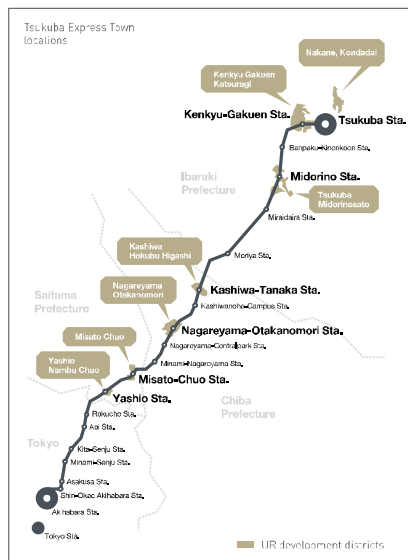 Tsukuba Express Town
locations
Nakane, Kondadai
Kenkyu Gakuen
Katsuragi
Kenkyu-Gakuen Sta.
Tsukuba Sta.
Banpaku-Kinenkoen Sta.
Ibaraki
Prefecture
Midorino Sta.
Tsukuba
Midorinosato
Miraidaira Sta.
Kashiwa
Hokubu Higashi
Moriya Sta.
Kashiwa-Tanaka Sta.
Nagareyama
Otakanomori
Kashiwanoha-Campus Sta.
Saitama
Prefecture
Nagareyama-Otakanomori Sta.
Misato Chuo
Nagareyama-Centralpark Sta.
Minami-Nagareyama Sta.
Yashio
Nambu Chuo
Misato-Chuo Sta.
Yashio Sta.
Chiba
Prefecture
Rokucho Sta.
Aoi Sta.
Tokyo
Kita-Senju Sta.
Minami-Senju Sta.
Asakusa Sta.
Shin-Okac Akihabara Sta.
Akihabara Sta.
Tokyo Sta.
UR development districts